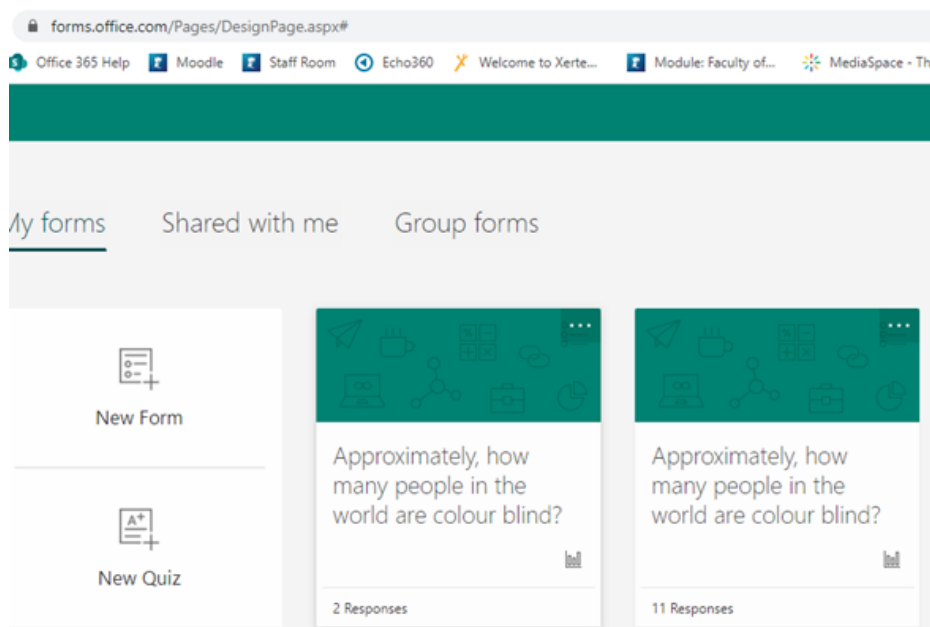 forms.office.com/Pages/DesignPage.aspx#
Office 365 Help Moodle Staff Room Echo360 Welcome to Xerte... Module: Faculty of... MediaSpace - Th
My forms Shared with me Group forms
New Form
New Quiz
Approximately, how
many people in the
world are colour blind?
2 Responses
Approximately, how
many people in the
world are colour blind?
11 Responses